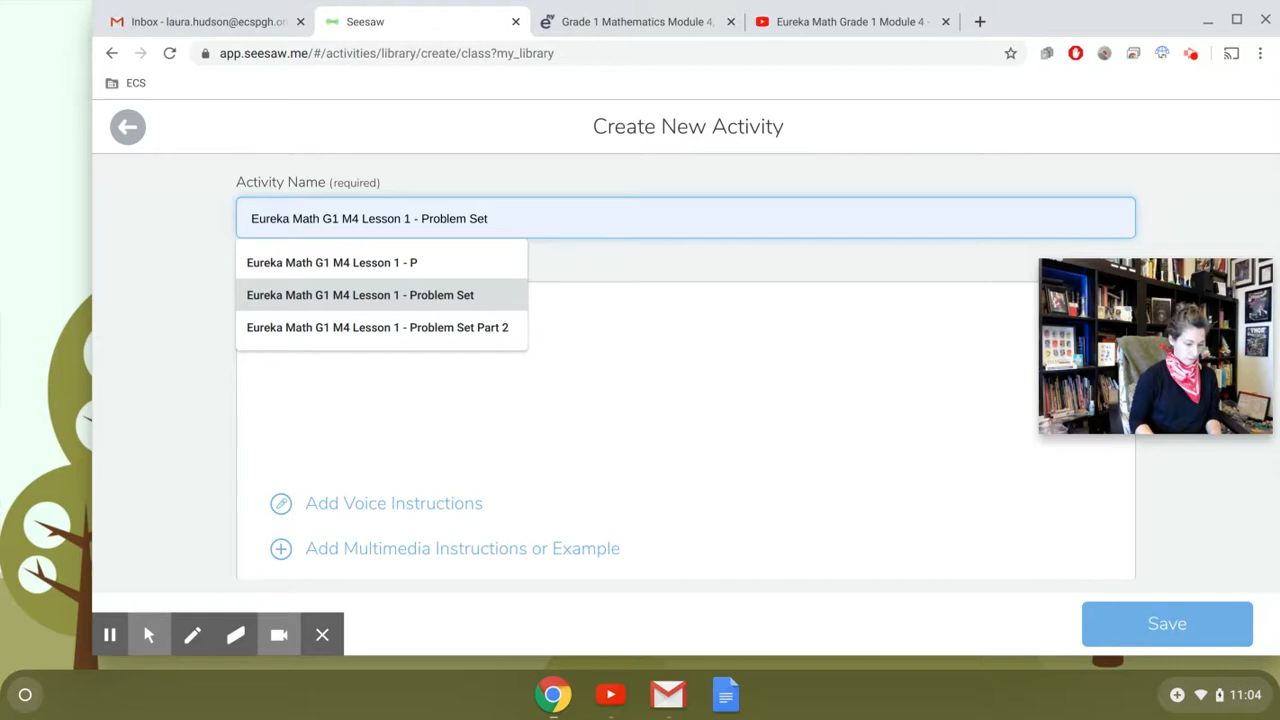 Inbox - laura.hudson@ecspgh.or
Seesaw
Grade 1 Mathematics Module 4,
Eureka Math Grade 1 Module 4 -
app.seesaw.me/#/activities/library/create/class?my_library
ECS
Create New Activity
Activity Name (required)
Eureka Math G1 M4 Lesson 1 - Problem Set
Eureka Math G1 M4 Lesson 1 - P
Eureka Math G1 M4 Lesson 1 - Problem Set
Eureka Math G1 M4 Lesson 1 - Problem Set Part 2
Add Voice Instructions
Add Multimedia Instructions or Example
Save
11:04